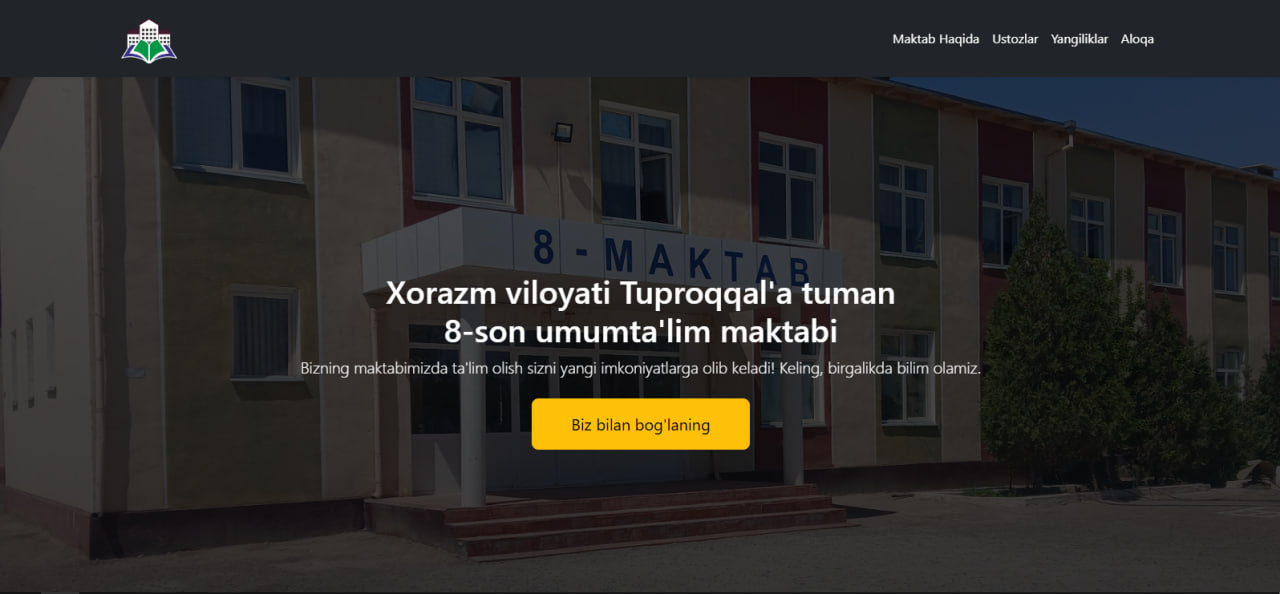 Maktab Haqida Ustozlar Yangiliklar Aloqa
8 - MAKTAB
Xorazm viloyati Tuproqqal'a tuman
8-son umumta'lim maktabi
Bizning maktabimizda ta'lim olish sizni yangi imkoniyatlarga olib keladi! Keling, birgalikda bilim olamiz.
Biz bilan bog'laning